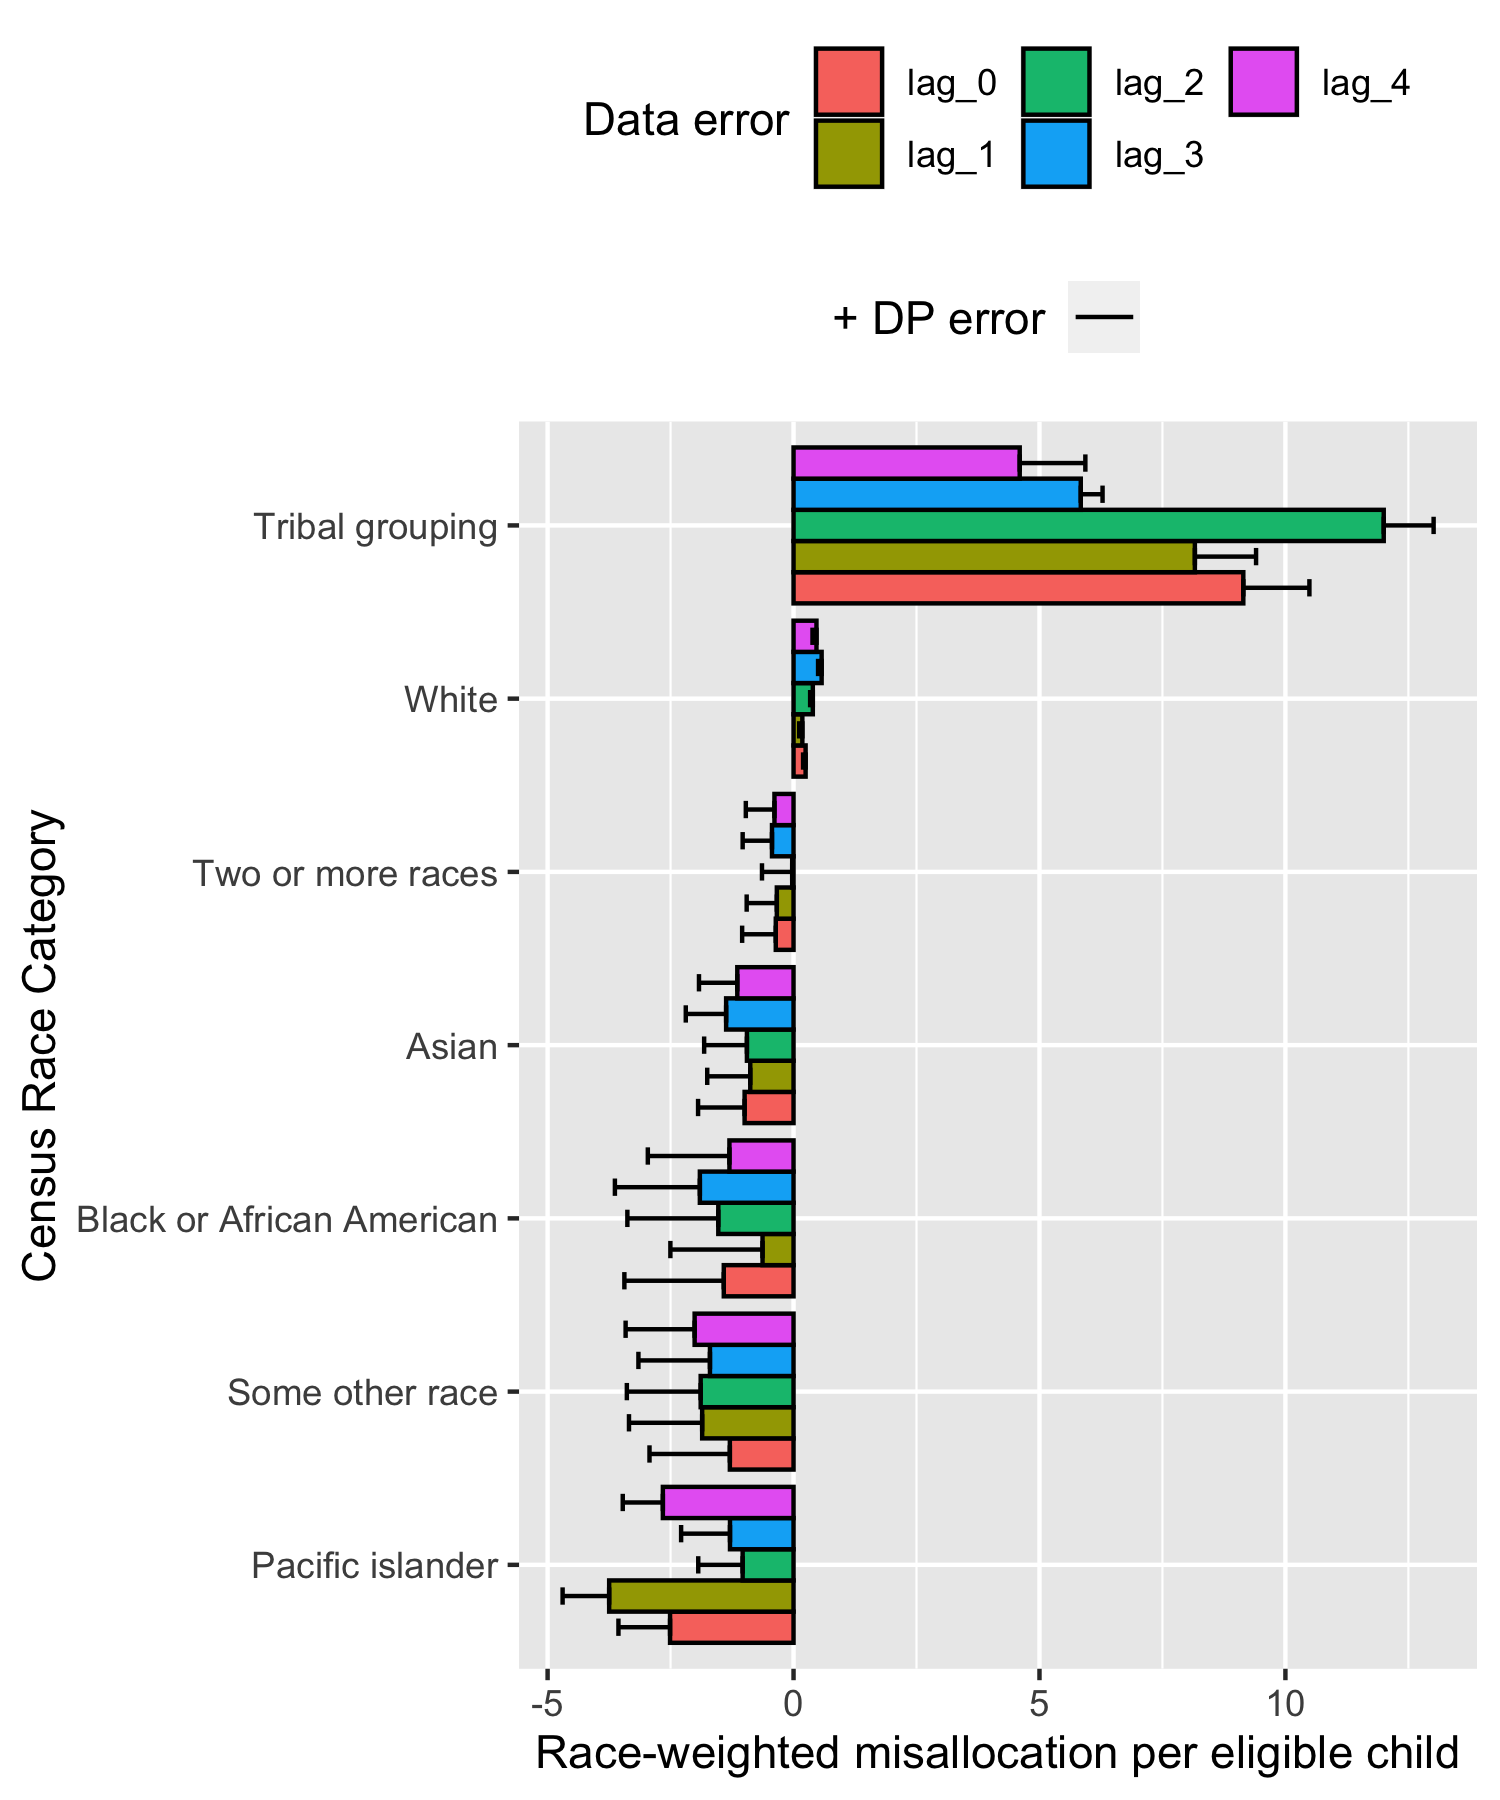 Data error
lag_0
lag_2
lag_4
lag_1
lag_3
+ DP error
Census Race Category
Tribal grouping
White
Two or more races
Asian
Black or African American
Some other race
Pacific islander
-5
0
5
10
Race-weighted misallocation per eligible child